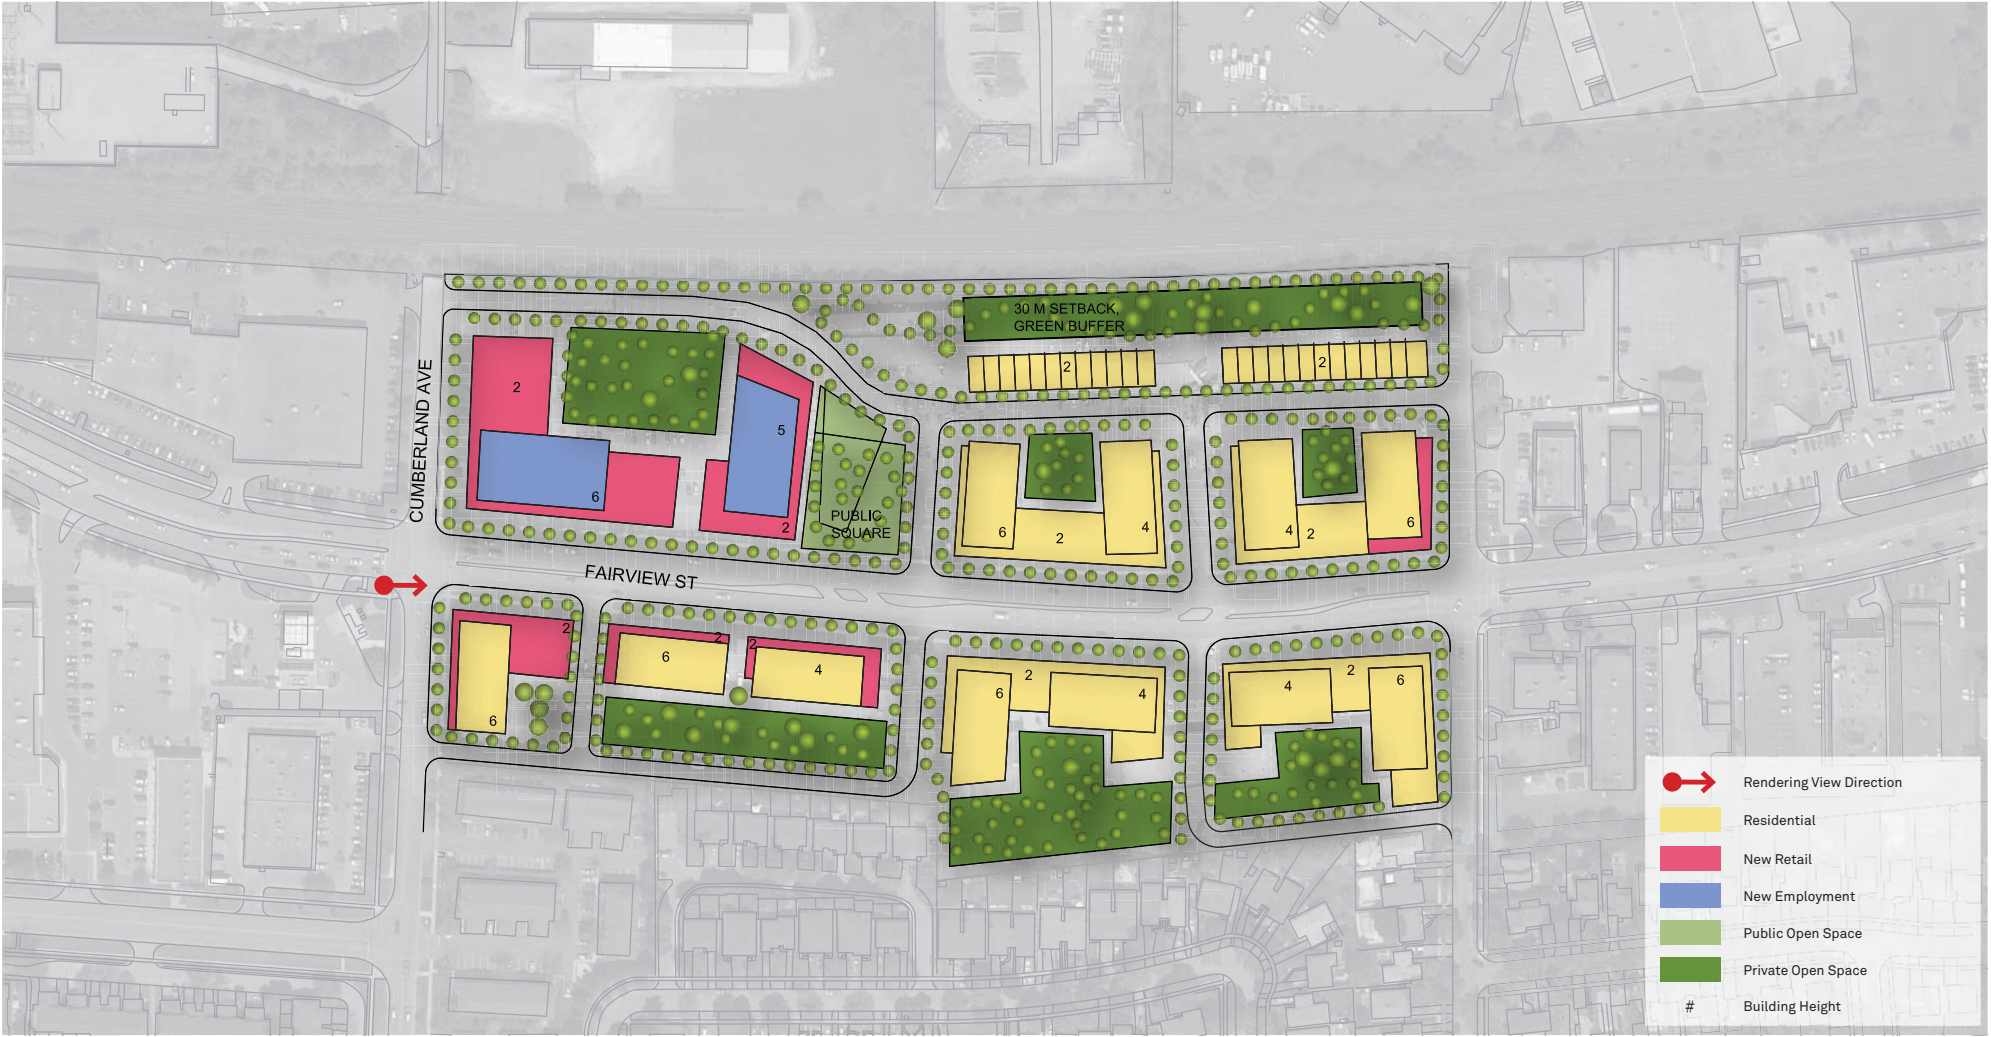 30 M SETBACK,
GREEN BUFFER
2
2
2
5
6
2
PUBLIC
SQUARE
CUMBERLAND AVE
6
2
4
4
2
6
FAIRVIEW ST
2
6
2
6
2
4
2
6
4
2
4
6
Rendering View Direction
Residential
New Retail
New Employment
Public Open Space
Private Open Space
# Building Height